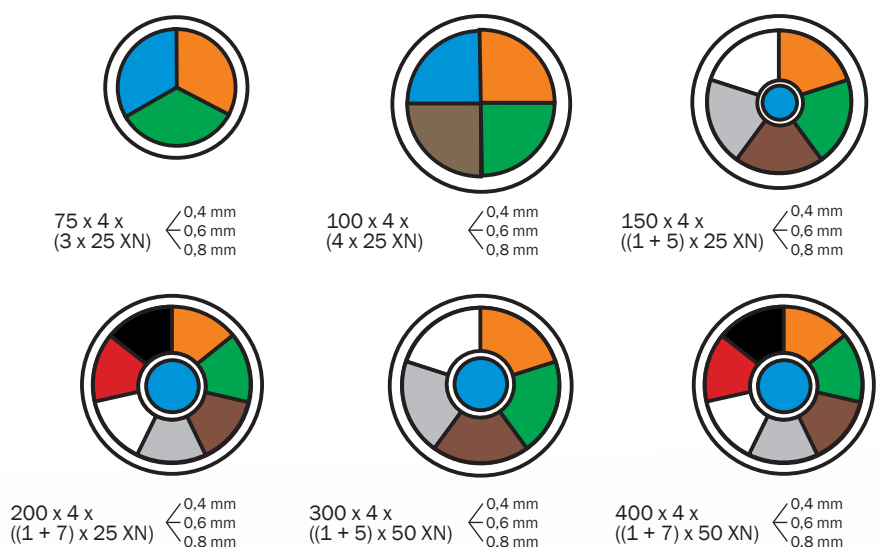 75 x 4 x
(3 x 25 XN)
0,4 mm
0,6 mm
0,8 mm
100 x 4 x
(4 x 25 XN)
0,4 mm
0,6 mm
0,8 mm
150 x 4 x
((1 + 5) x 25 XN)
0,4 mm
0,6 mm
0,8 mm
200 x 4 x
((1 + 7) x 25 XN)
0,4 mm
0,6 mm
0,8 mm
300 x 4 x
((1 + 5) x 50 XN)
0,4 mm
0,6 mm
0,8 mm
400 x 4 x
((1 + 7) x 50 XN)
0,4 mm
0,6 mm
0,8 mm